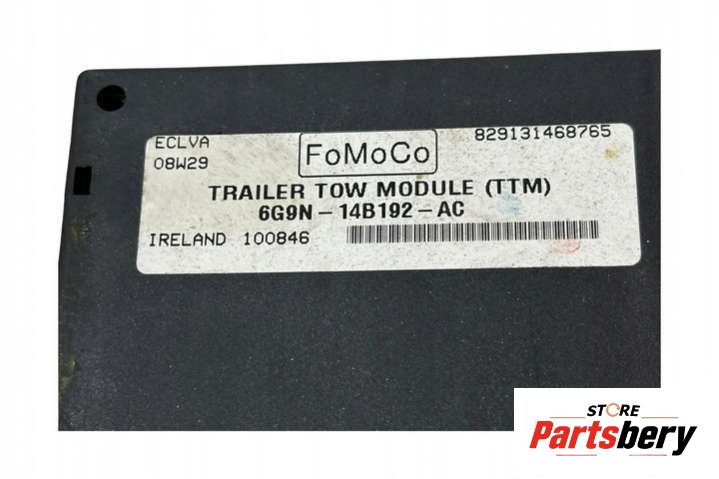 ECLVA
08W29
FoMoCo
829131468765
TRAILER TOW MODULE (TTM)
6G9N-14B192-AC
IRELAND 100846
STORE
Partsbery